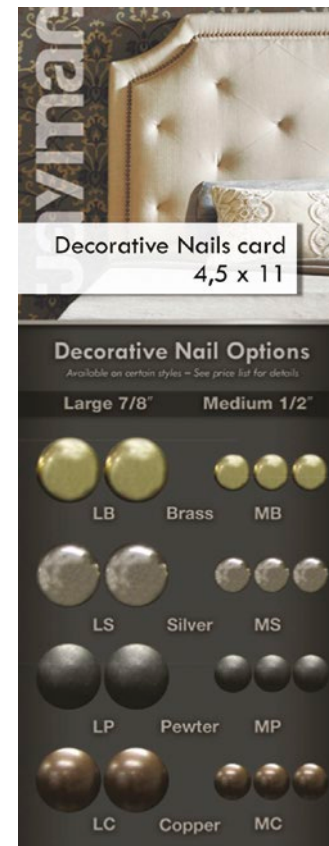 Jaymar
Decorative Nails card
4,5 x 11
Decorative Nail Options
Available on certain styles – See price list for details
Large 7/8" Medium 1/2"
LB Brass MB
LS Silver MS
LP Pewter MP
LC Copper MC